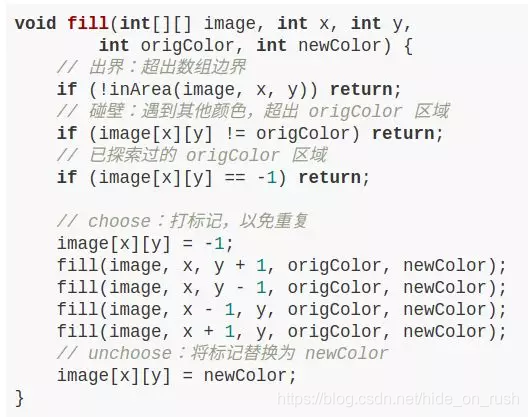 void fill(int[][] image, int x, int y,
        int origColor, int newColor) {
    // 出界：超出数组边界
    if (!inArea(image, x, y)) return;
    // 碰壁：遇到其他颜色，超出 origColor 区域
    if (image[x][y] != origColor) return;
    // 已探索过的 origColor 区域
    if (image[x][y] == -1) return;

    // choose：打标记，以免重复
    image[x][y] = -1;
    fill(image, x, y + 1, origColor, newColor);
    fill(image, x, y - 1, origColor, newColor);
    fill(image, x - 1, y, origColor, newColor);
    fill(image, x + 1, y, origColor, newColor);
    // unchoose：将标记替换为 newColor
    image[x][y] = newColor;
}
https://blog.csdn.net/hide_on_rush